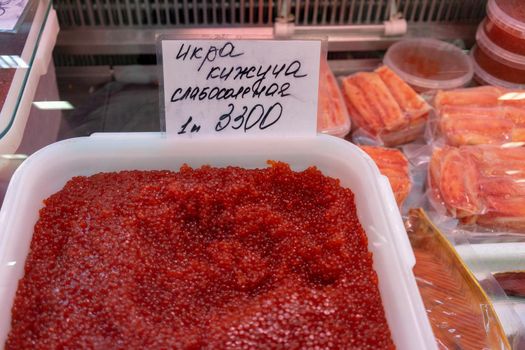 икра
кижуча
слабосоленая
1кг 3300